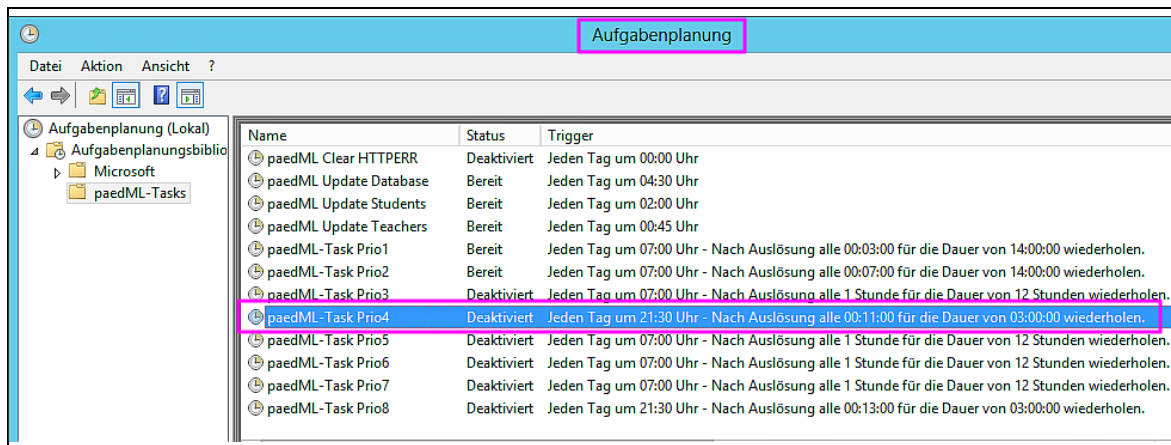 Aufgabenplanung
Datei Aktion Ansicht ?
Aufgabenplanung (Lokal)
Aufgabenplanungsbiblio
Microsoft
paedML-Tasks
Name Status Trigger
paedML Clear HTTPERR Deaktiviert Jeden Tag um 00:00 Uhr
paedML Update Database Bereit Jeden Tag um 04:30 Uhr
paedML Update Students Bereit Jeden Tag um 02:00 Uhr
paedML Update Teachers Bereit Jeden Tag um 00:45 Uhr
paedML-Task Prio1 Bereit Jeden Tag um 07:00 Uhr - Nach Auslösung alle 00:03:00 für die Dauer von 14:00:00 wiederholen.
paedML-Task Prio2 Bereit Jeden Tag um 07:00 Uhr - Nach Auslösung alle 00:07:00 für die Dauer von 14:00:00 wiederholen.
paedML-Task Prio3 Deaktiviert Jeden Tag um 07:00 Uhr - Nach Auslösung alle 1 Stunde für die Dauer von 12 Stunden wiederholen.
paedML-Task Prio4 Deaktiviert Jeden Tag um 21:30 Uhr - Nach Auslösung alle 00:11:00 für die Dauer von 03:00:00 wiederholen.
paedML-Task Prio5 Deaktiviert Jeden Tag um 07:00 Uhr - Nach Auslösung alle 1 Stunde für die Dauer von 12 Stunden wiederholen.
paedML-Task Prio6 Deaktiviert Jeden Tag um 07:00 Uhr - Nach Auslösung alle 1 Stunde für die Dauer von 12 Stunden wiederholen.
paedML-Task Prio7 Deaktiviert Jeden Tag um 07:00 Uhr - Nach Auslösung alle 1 Stunde für die Dauer von 12 Stunden wiederholen.
paedML-Task Prio8 Deaktiviert Jeden Tag um 21:30 Uhr - Nach Auslösung alle 00:13:00 für die Dauer von 03:00:00 wiederholen.